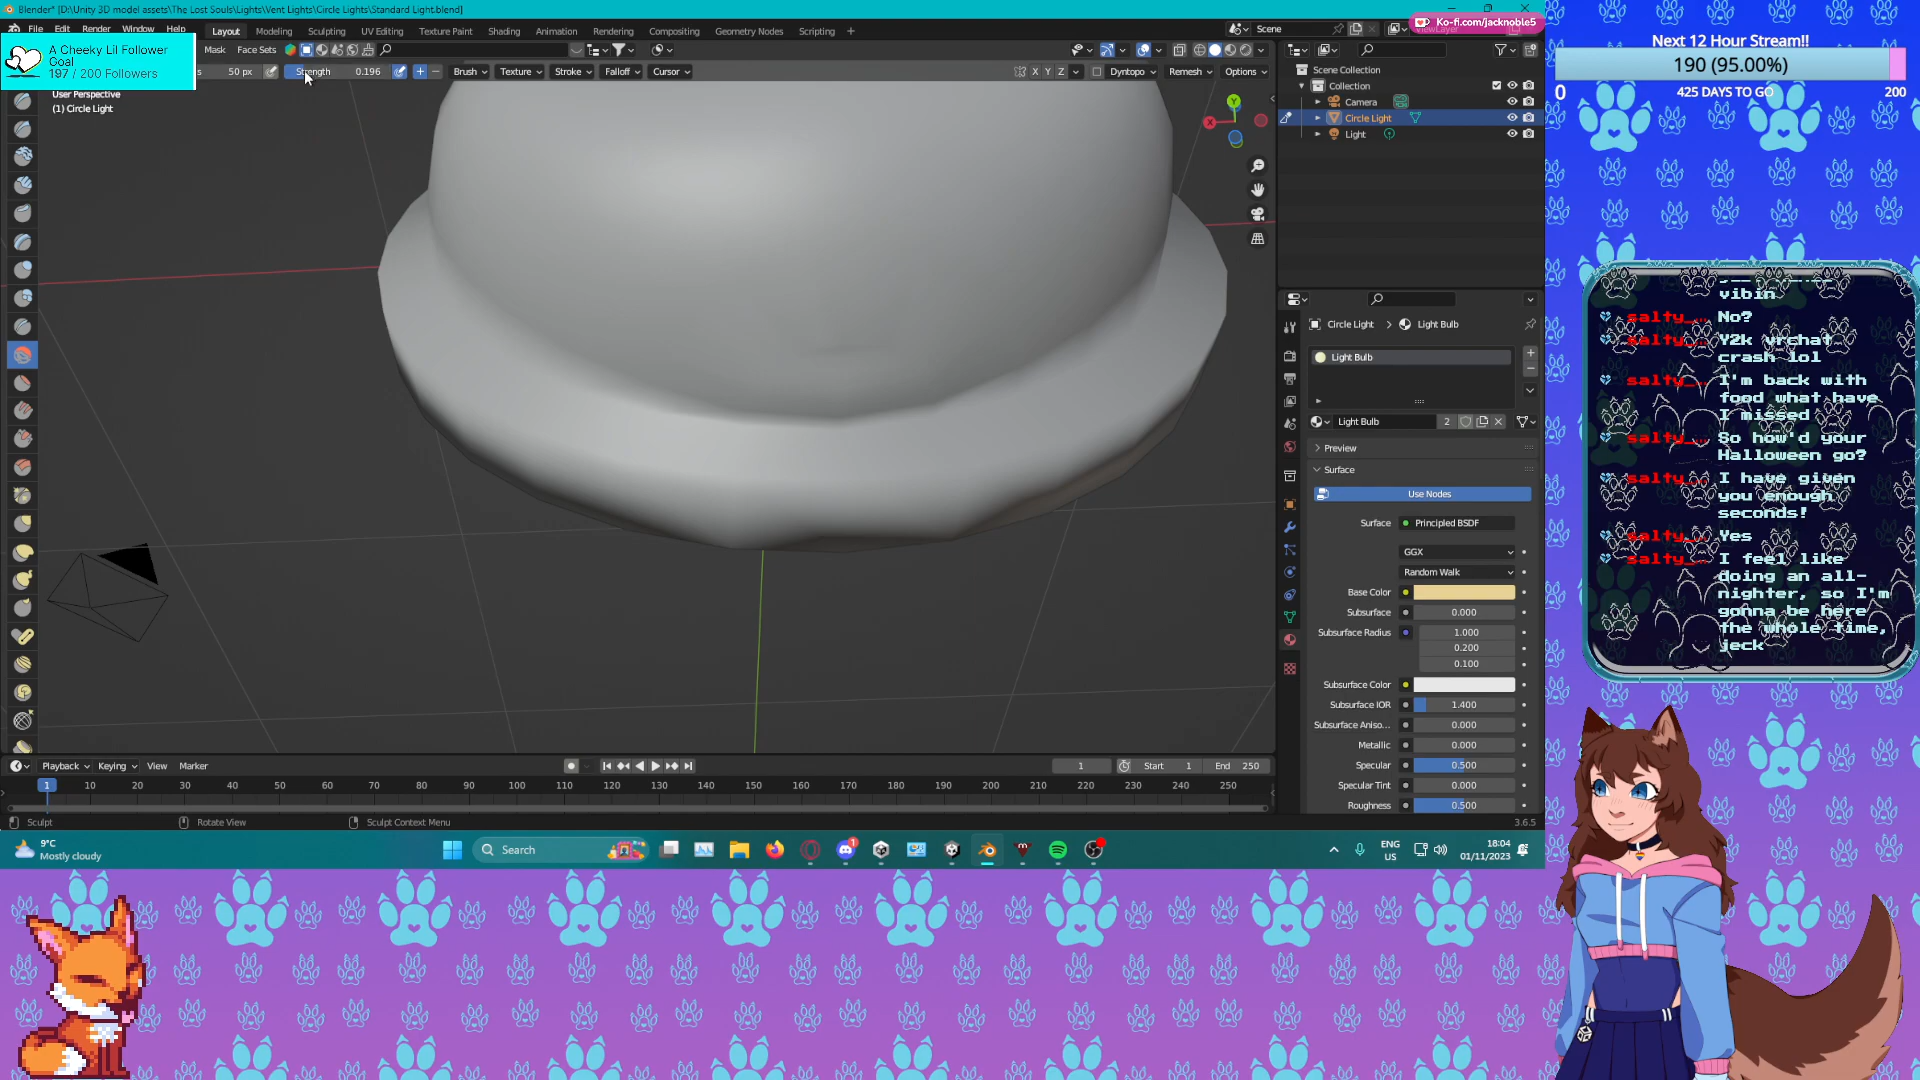 Blender* [D:\Unity 3D model assets\The Lost Souls\Lights\Vent Lights\Circle Lights\Standard Light.blend]
File Edit Render Window Help Layout Modeling Sculpting UV Editing Texture Paint Shading Animation Rendering Compositing Geometry Nodes Scripting + Scene ViewLayer
Ko-fi.com/jacknoble5
A Cheeky Lil Follower
Goal
197 / 200 Followers
Mask Face Sets
50 px Strength 0.196 + − Brush Texture Stroke Falloff Cursor X Y Z Dyntopo Remesh Options
User Perspective
(1) Circle Light
Y
X
Scene Collection
Collection
Camera
Circle Light
Light
Circle Light > Light Bulb
Light Bulb
Light Bulb 2
Preview
Surface
Use Nodes
Surface Principled BSDF
GGX
Random Walk
Base Color
Subsurface 0.000
Subsurface Radius 1.000
0.200
0.100
Subsurface Color
Subsurface IOR 1.400
Subsurface Aniso... 0.000
Metallic 0.000
Specular 0.500
Specular Tint 0.000
Roughness 0.500
Playback Keying View Marker 1 Start 1 End 250
1 10 20 30 40 50 60 70 80 90 100 110 120 130 140 150 160 170 180 190 200 210 220 230 240 250
Sculpt Rotate View Sculpt Context Menu 3.6.5
9°C
Mostly cloudy
Search
ENG
US
18:04
01/11/2023
Next 12 Hour Stream!!
190 (95.00%)
0 425 DAYS TO GO 200
vibin
salty_... No?
salty_... Y2k vrchat
crash lol
salty_... I'm back with
food what have
I missed
salty_... So how'd your
Halloween go?
salty_... I have given
you enough
seconds!
salty_... Yes
salty_... I feel like
doing an all-
nighter, so I'm
gonna be here
the whole time,
jeck